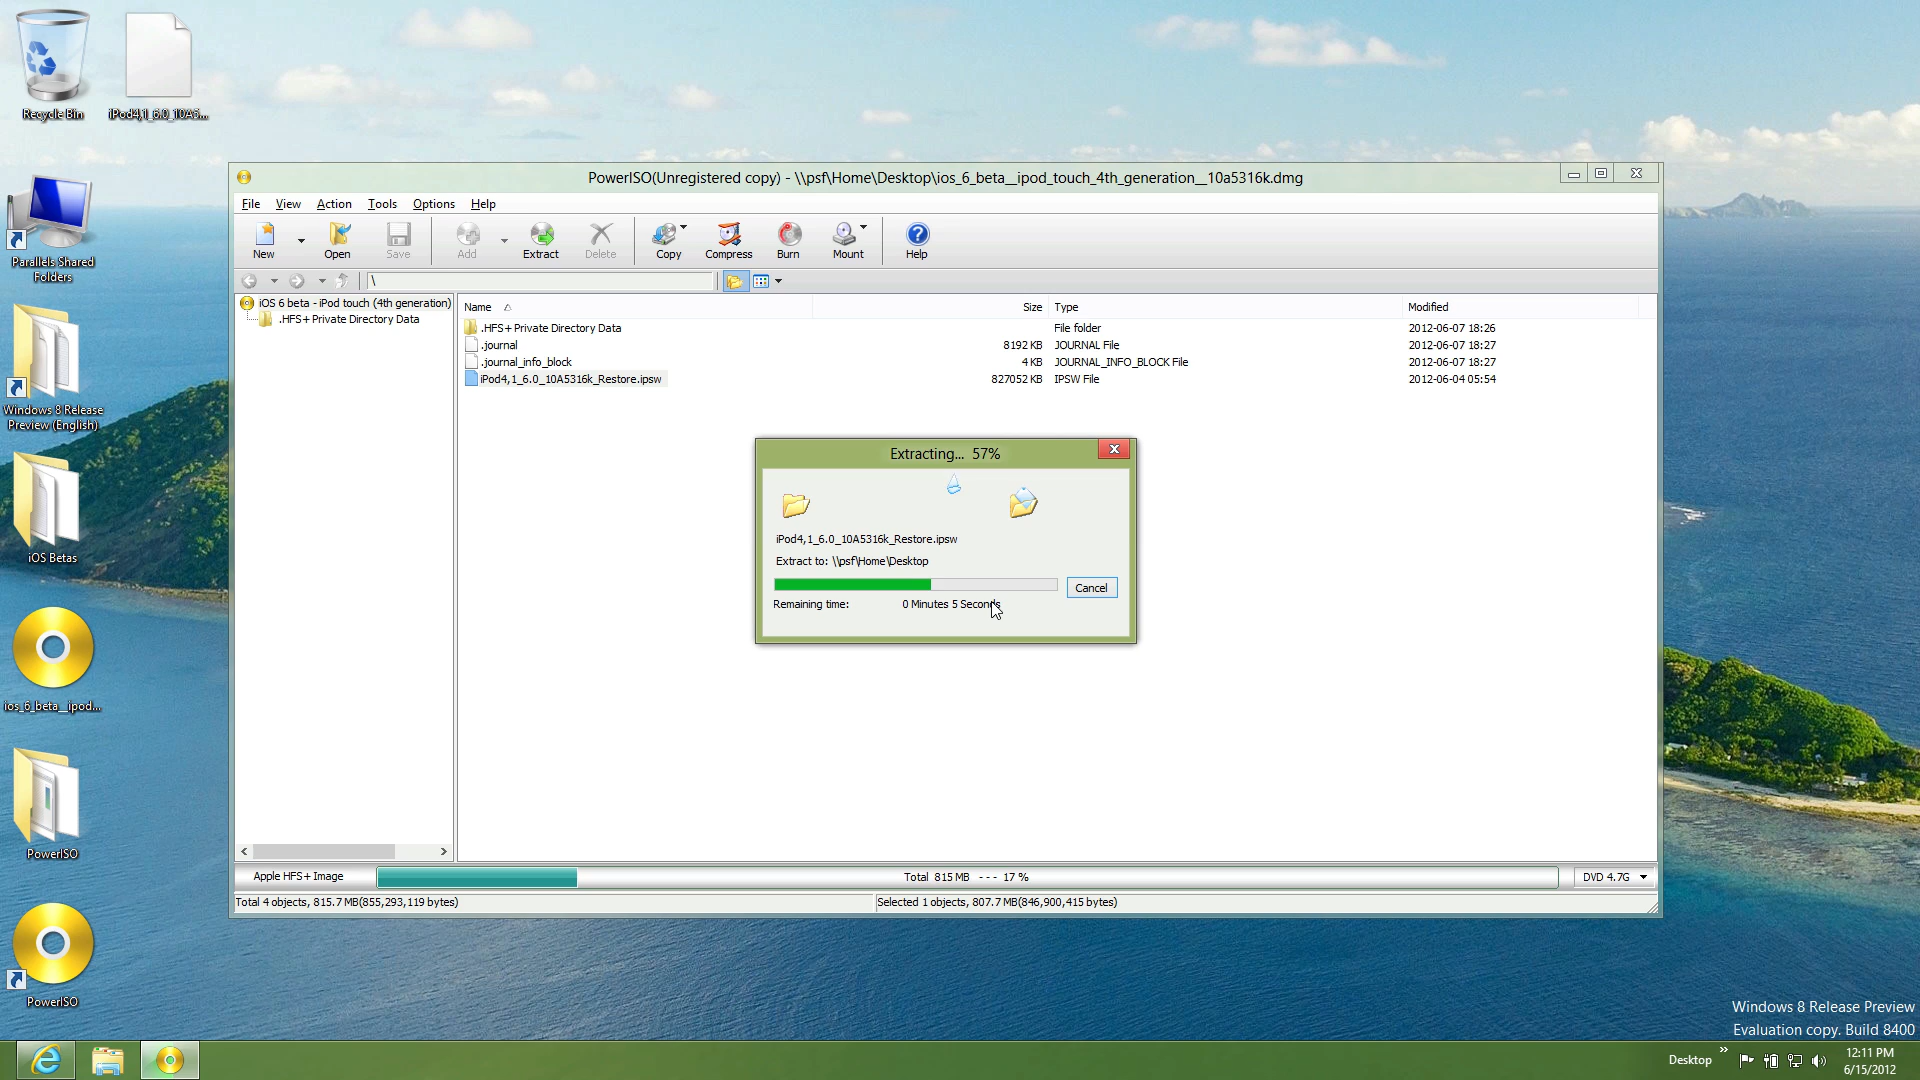 Recycle Bin
iPod4,1_6.0_10A5...
Parallels Shared
Folders
Windows 8 Release
Preview (English)
iOS Betas
ios_6_beta__ipod...
PowerISO
PowerISO
PowerISO(Unregistered copy) - \\psf\Home\Desktop\ios_6_beta__ipod_touch_4th_generation__10a5316k.dmg
File View Action Tools Options Help
New Open Save Add Extract Delete Copy Compress Burn Mount Help
\
iOS 6 beta - iPod touch (4th generation)
.HFS+ Private Directory Data
Name Size Type Modified
.HFS+ Private Directory Data File folder 2012-06-07 18:26
.journal 8192 KB JOURNAL File 2012-06-07 18:27
.journal_info_block 4 KB JOURNAL_INFO_BLOCK File 2012-06-07 18:27
iPod4,1_6.0_10A5316k_Restore.ipsw 827052 KB IPSW File 2012-06-04 05:54
Extracting... 57%
iPod4,1_6.0_10A5316k_Restore.ipsw
Extract to: \\psf\Home\Desktop
Cancel
Remaining time: 0 Minutes 5 Seconds
Apple HFS+ Image Total 815 MB --- 17 % DVD 4.7G
Total 4 objects, 815.7 MB(855,293,119 bytes) Selected 1 objects, 807.7 MB(846,900,415 bytes)
Windows 8 Release Preview
Evaluation copy. Build 8400
Desktop
12:11 PM
6/15/2012